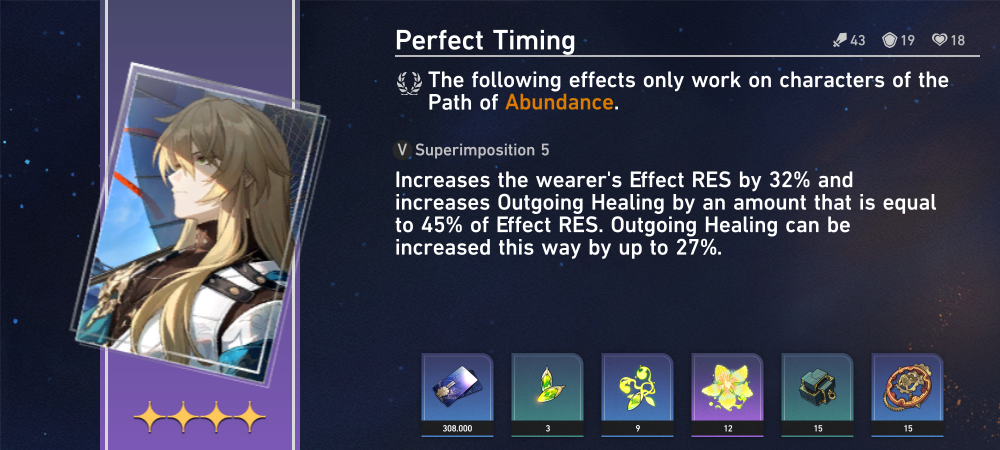 Perfect Timing
43 19 18
The following effects only work on characters of the
Path of Abundance.
V Superimposition 5
Increases the wearer's Effect RES by 32% and
increases Outgoing Healing by an amount that is equal
to 45% of Effect RES. Outgoing Healing can be
increased this way by up to 27%.
308.000 3 9 12 15 15